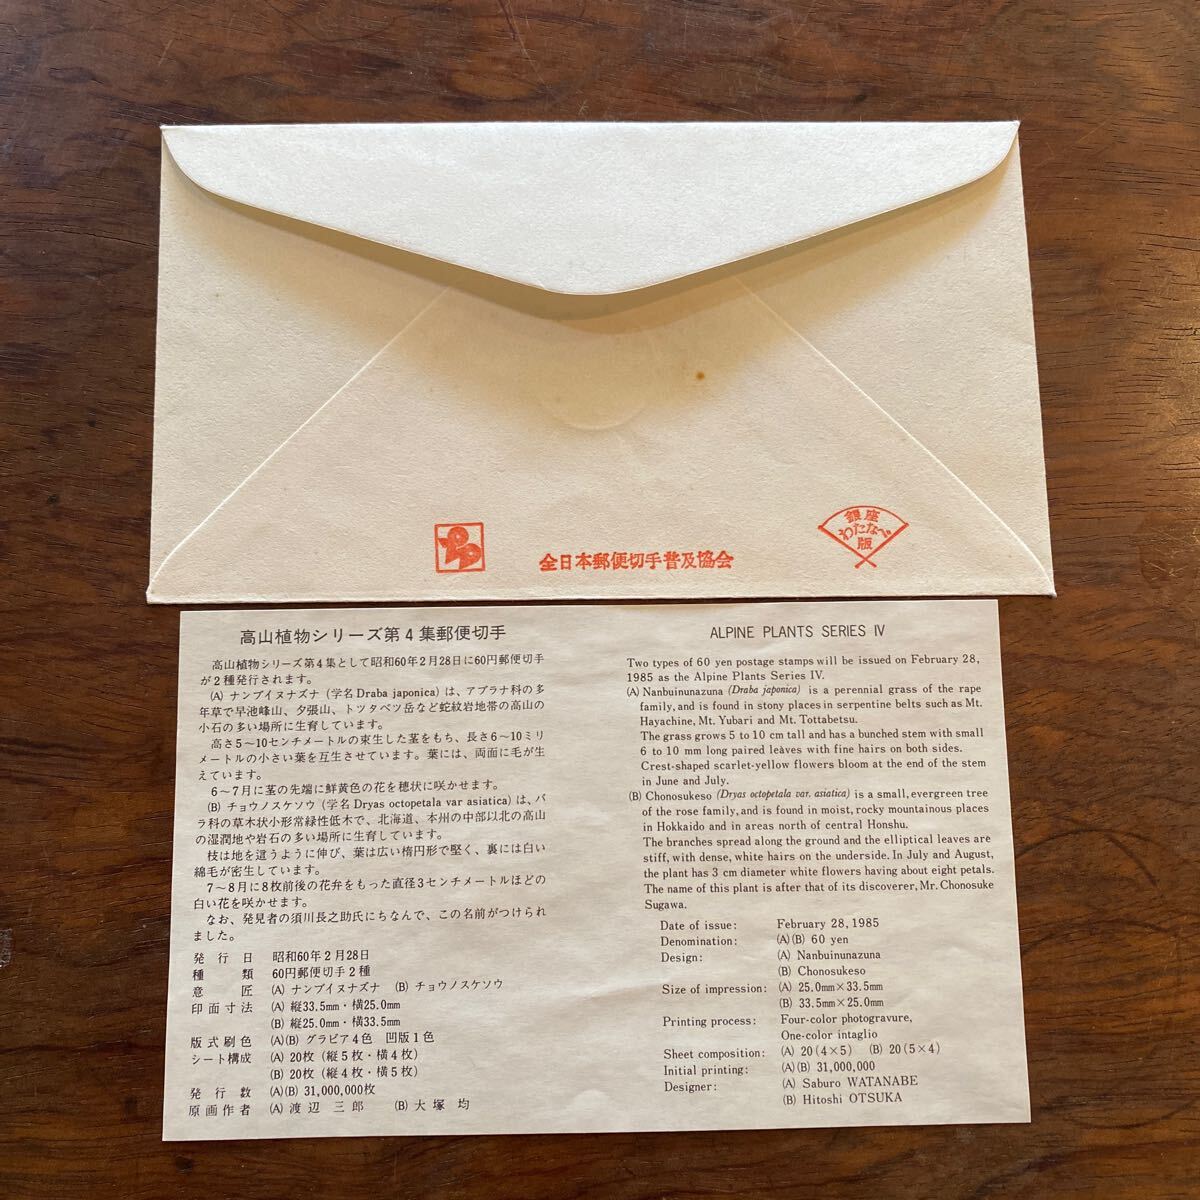 全日本郵便切手普及協会
銀座
わたなべ
版
高山植物シリーズ第4集郵便切手
高山植物シリーズ第4集として昭和60年2月28日に60円郵便切手
が2種発行されます。
(A) ナンブイヌナズナ (学名Draba japonica) は、アブラナ科の多
年草で早池峰山、夕張山、トッタベツ岳など蛇紋岩地帯の高山の
小石の多い場所に生育しています。
高さ5~10センチメートルの束生した茎をもち、長さ6~10ミリ
メートルの小さい葉を互生させています。葉には、両面に毛が生
えています。
6~7月に茎の先端に鮮黄色の花を穂状に咲かせます。
(B) チョウノスケソウ (学名Dryas octopetala var asiatica) は、バ
ラ科の草木状小形常緑性低木で、北海道、本州の中部以北の高山
の湿潤地や岩石の多い場所に生育しています。
枝は地を這うように伸び、葉は広い楕円形で堅く、裏には白い
綿毛が密生しています。
7~8月に8枚前後の花弁をもった直径3センチメートルほどの
白い花を咲かせます。
なお、発見者の須川長之助氏にちなんで、この名前がつけられ
ました。
発行日 昭和60年2月28日
種類 60円郵便切手2種
意匠 (A) ナンブイヌナズナ (B) チョウノスケソウ
印面寸法 (A) 縦33.5mm・横25.0mm
(B) 縦25.0mm・横33.5mm
版式刷色 (A)(B) グラビア4色 凹版1色
シート構成 (A) 20枚 (縦5枚・横4枚)
(B) 20枚 (縦4枚・横5枚)
発行数 (A)(B) 31,000,000枚
原画作者 (A) 渡辺三郎 (B) 大塚均
ALPINE PLANTS SERIES IV
Two types of 60 yen postage stamps will be issued on February 28,
1985 as the Alpine Plants Series IV.
(A) Nanbuinunazuna (Draba japonica) is a perennial grass of the rape
family, and is found in stony places in serpentine belts such as Mt.
Hayachine, Mt. Yubari and Mt. Tottabetsu.
The grass grows 5 to 10 cm tall and has a bunched stem with small
6 to 10 mm long paired leaves with fine hairs on both sides.
Crest-shaped scarlet-yellow flowers bloom at the end of the stem
in June and July.
(B) Chonosukeso (Dryas octopetala var. asiatica) is a small, evergreen tree
of the rose family, and is found in moist, rocky mountainous places
in Hokkaido and in areas north of central Honshu.
The branches spread along the ground and the elliptical leaves are
stiff, with dense, white hairs on the underside. In July and August,
the plant has 3 cm diameter white flowers having about eight petals.
The name of this plant is after that of its discoverer, Mr. Chonosuke
Sugawa.
Date of issue: February 28, 1985
Denomination: (A)(B) 60 yen
Design: (A) Nanbuinunazuna
(B) Chonosukeso
Size of impression: (A) 25.0mm×33.5mm
(B) 33.5mm×25.0mm
Printing process: Four-color photogravure,
One-color intaglio
Sheet composition: (A) 20 (4×5) (B) 20 (5×4)
Initial printing: (A)(B) 31,000,000
Designer: (A) Saburo WATANABE
(B) Hitoshi OTSUKA